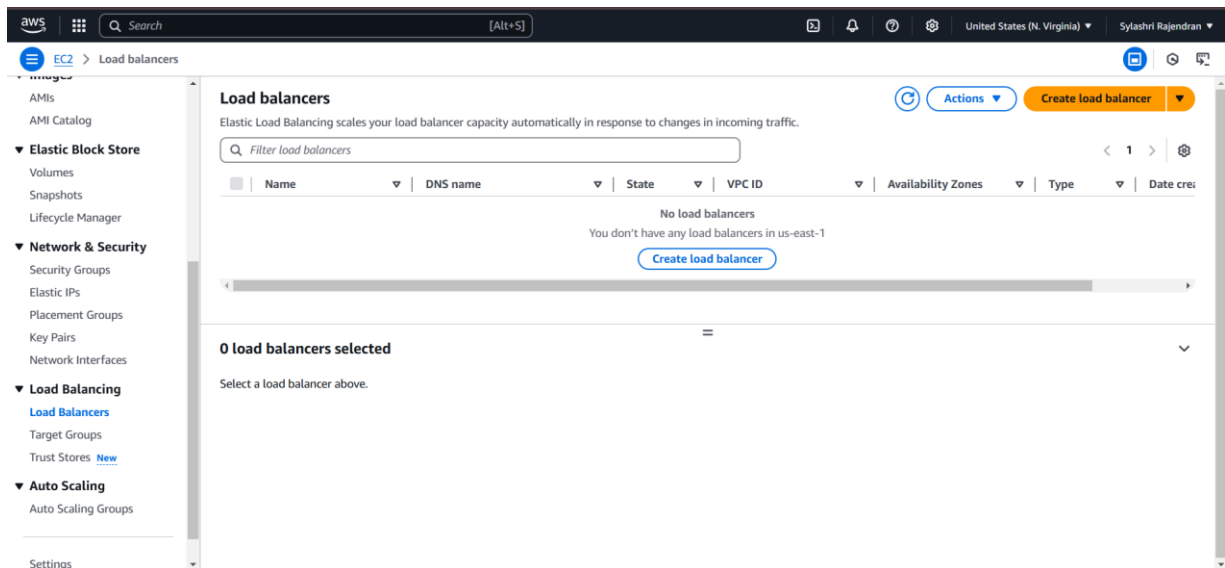 aws Search [Alt+S] United States (N. Virginia) Sylashri Rajendran
EC2 > Load balancers
Images
AMIs
AMI Catalog
Elastic Block Store
Volumes
Snapshots
Lifecycle Manager
Network & Security
Security Groups
Elastic IPs
Placement Groups
Key Pairs
Network Interfaces
Load Balancing
Load Balancers
Target Groups
Trust Stores New
Auto Scaling
Auto Scaling Groups
Settings
Load balancers
Actions Create load balancer
Elastic Load Balancing scales your load balancer capacity automatically in response to changes in incoming traffic.
Filter load balancers
< 1 >
Name DNS name State VPC ID Availability Zones Type Date crea
No load balancers
You don't have any load balancers in us-east-1
Create load balancer
0 load balancers selected
Select a load balancer above.